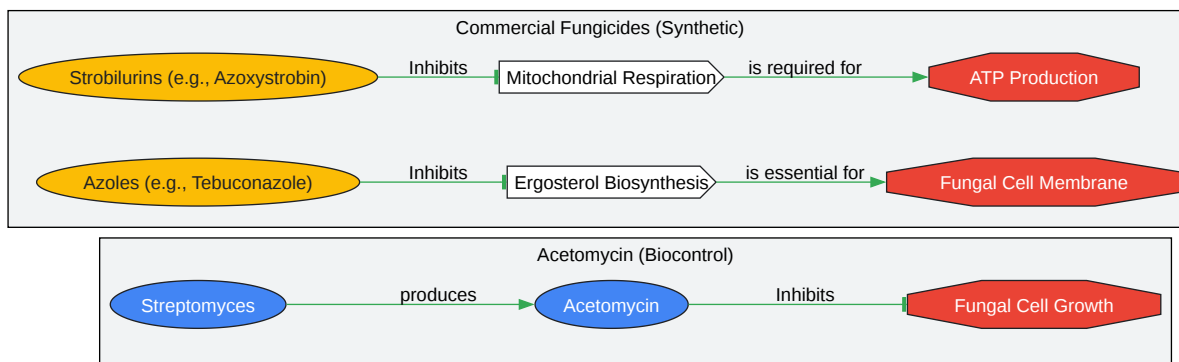 Commercial Fungicides (Synthetic)
Strobilurins (e.g., Azoxystrobin)
Inhibits
Mitochondrial Respiration
is required for
ATP Production
Azoles (e.g., Tebuconazole)
Inhibits
Ergosterol Biosynthesis
is essential for
Fungal Cell Membrane
Acetomycin (Biocontrol)
Streptomyces
produces
Acetomycin
Inhibits
Fungal Cell Growth